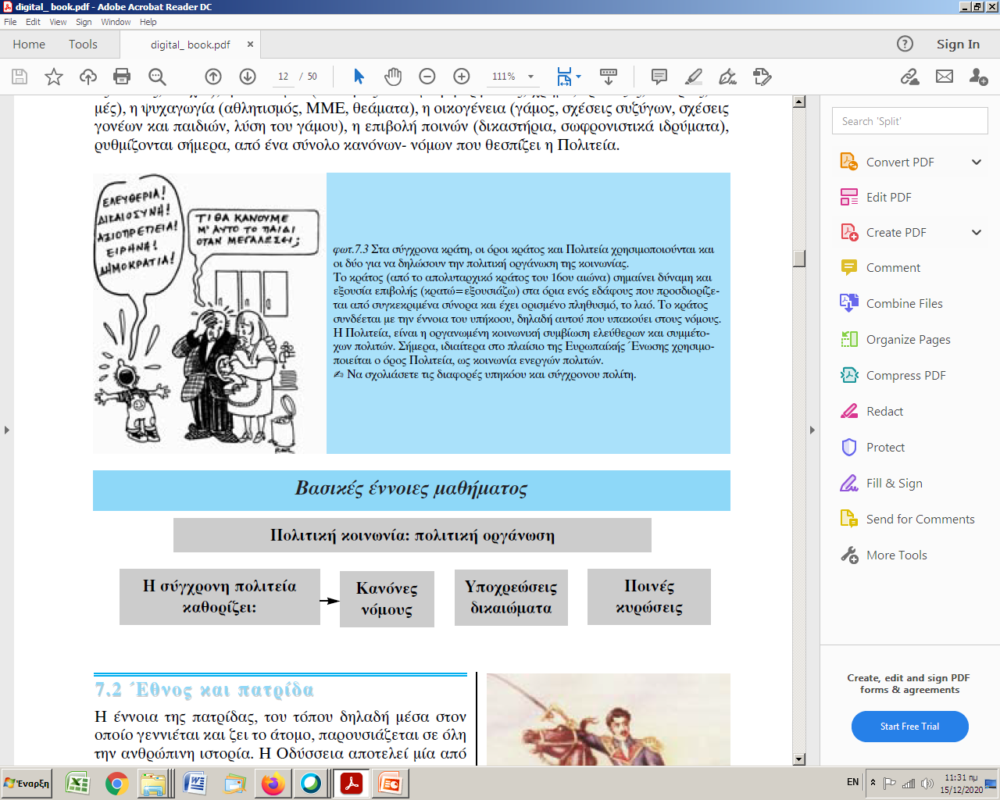 digital_ book.pdf - Adobe Acrobat Reader DC
File Edit View Sign Window Help
Home Tools digital_ book.pdf × Sign In
12 / 50 111%
μές), η ψυχαγωγία (αθλητισμός, ΜΜΕ, θεάματα), η οικογένεια (γάμος, σχέσεις συζύγων, σχέσεις
γονέων και παιδιών, λύση του γάμου), η επιβολή ποινών (δικαστήρια, σωφρονιστικά ιδρύματα),
ρυθμίζονται σήμερα, από ένα σύνολο κανόνων- νόμων που θεσπίζει η Πολιτεία.
ΕΛΕΥΘΕΡΙΑ!
ΔΙΚΑΙΟΣΥΝΗ!
ΑΞΙΟΠΡΕΠΕΙΑ!
ΕΙΡΗΝΗ!
ΔΗΜΟΚΡΑΤΙΑ!
ΤΙ ΘΑ ΚΑΝΟΥΜΕ
Μ' ΑΥΤΟ ΤΟ ΠΑΙΔΙ
ΟΤΑΝ ΜΕΓΑΛΩΣΕΙ;
φωτ.7.3 Στα σύγχρονα κράτη, οι όροι κράτος και Πολιτεία χρησιμοποιούνται και
οι δύο για να δηλώσουν την πολιτική οργάνωση της κοινωνίας.
Το κράτος (από το απολυταρχικό κράτος του 16ου αιώνα) σημαίνει δύναμη και
εξουσία επιβολής (κρατώ=εξουσιάζω) στα όρια ενός εδάφους που προσδιορίζε-
ται από συγκεκριμένα σύνορα και έχει ορισμένο πληθυσμό, το λαό. Το κράτος
συνδέεται με την έννοια του υπήκοου, δηλαδή αυτού που υπακούει στους νόμους.
Η Πολιτεία, είναι η οργανωμένη κοινωνική συμβίωση ελεύθερων και συμμέτο-
χων πολιτών. Σήμερα, ιδιαίτερα στο πλαίσιο της Ευρωπαϊκής Ένωσης χρησιμο-
ποιείται ο όρος Πολιτεία, ως κοινωνία ενεργών πολιτών.
✍ Να σχολιάσετε τις διαφορές υπηκόου και σύγχρονου πολίτη.
Βασικές έννοιες μαθήματος
Πολιτική κοινωνία: πολιτική οργάνωση
Η σύγχρονη πολιτεία
καθορίζει:
Κανόνες
νόμους
Υποχρεώσεις
δικαιώματα
Ποινές
κυρώσεις
7.2 Έθνος και πατρίδα
Η έννοια της πατρίδας, του τόπου δηλαδή μέσα στον
οποίο γεννιέται και ζει το άτομο, παρουσιάζεται σε όλη
την ανθρώπινη ιστορία. Η Οδύσσεια αποτελεί μία από
Search 'Split'
Convert PDF
Edit PDF
Create PDF
Comment
Combine Files
Organize Pages
Compress PDF
Redact
Protect
Fill & Sign
Send for Comments
More Tools
Create, edit and sign PDF
forms & agreements
Start Free Trial
Έναρξη
EN
11:31 πμ
15/12/2020